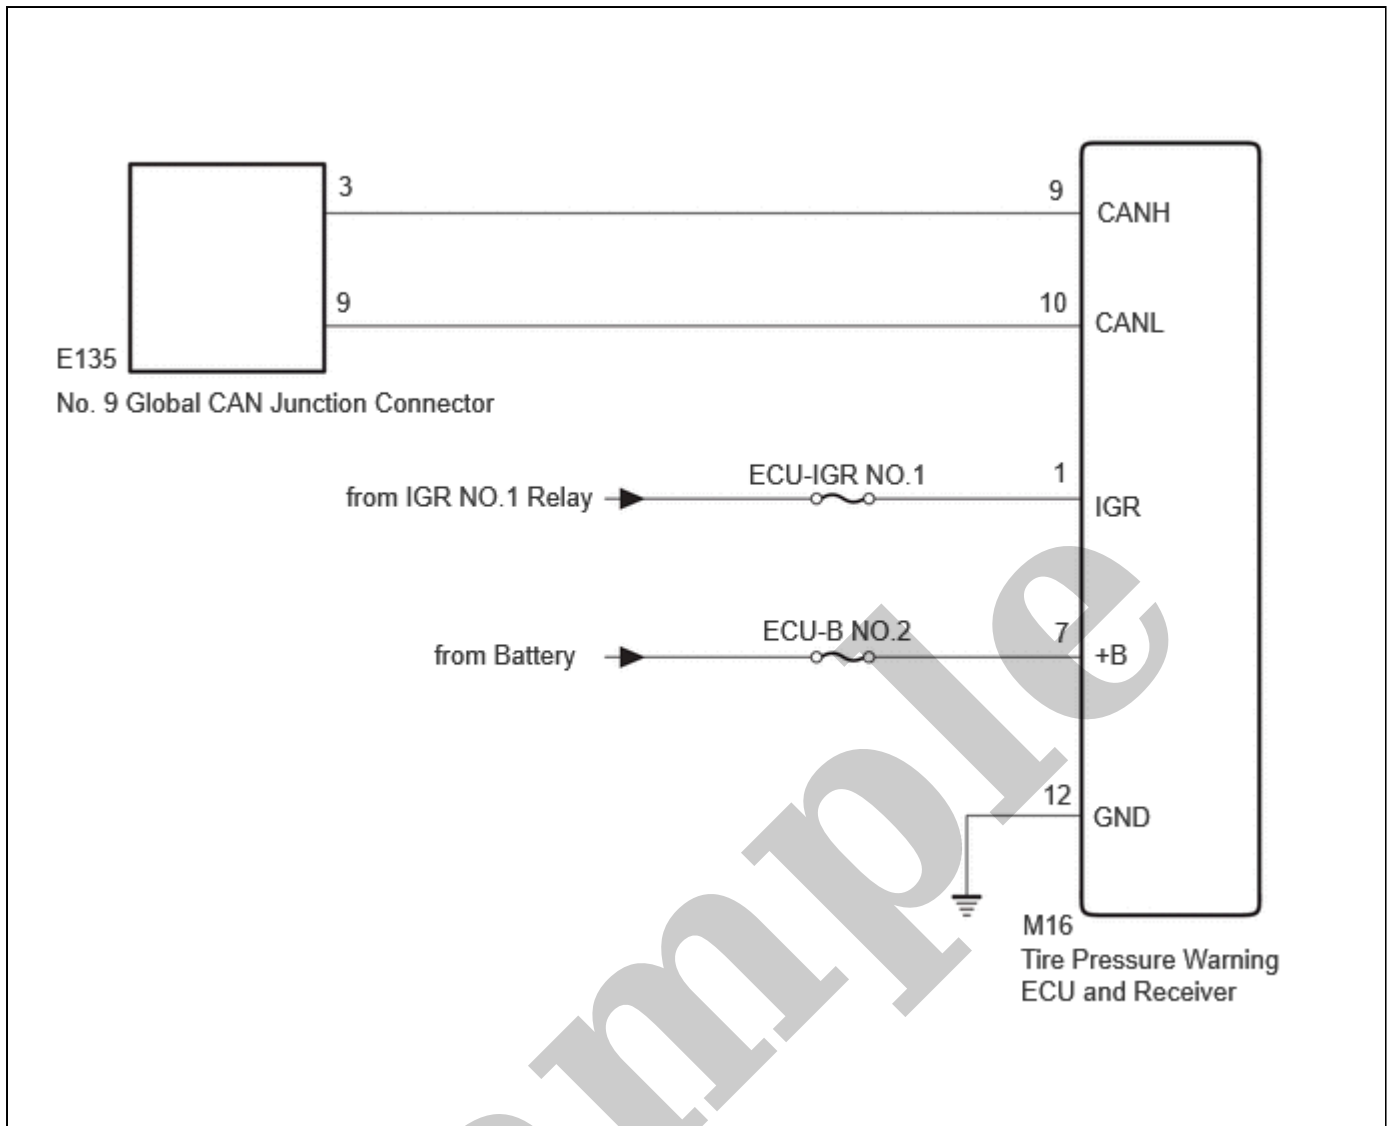 3
9
CANH
9
10
CANL
E135
No. 9 Global CAN Junction Connector
ECU-IGR NO.1
1
from IGR NO.1 Relay
IGR
ECU-B NO.2
7
from Battery
+B
12
GND
M16
Tire Pressure Warning
ECU and Receiver